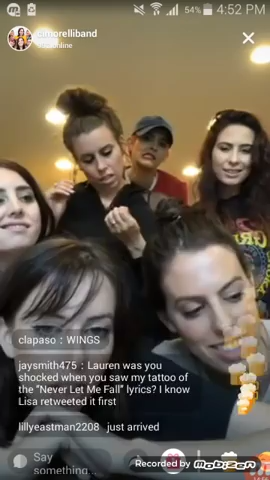 54% 4:52 PM
cimorelliband
clapaso : WINGS
jaysmith475 : Lauren was you
shocked when you saw my tattoo of
the "Never Let Me Fall" lyrics? I know
Lisa retweeted it first
lillyeastman2208 just arrived
Say
something...
Recorded by Mobizen